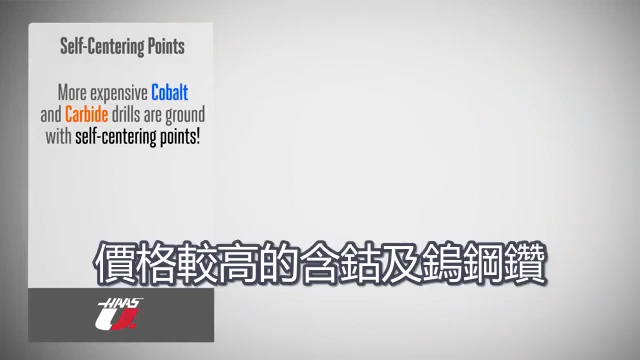 Self-Centering Points
More expensive Cobalt
and Carbide drills are ground
with self-centering points!
價格較高的含鈷及鎢鋼鑽
HAAS